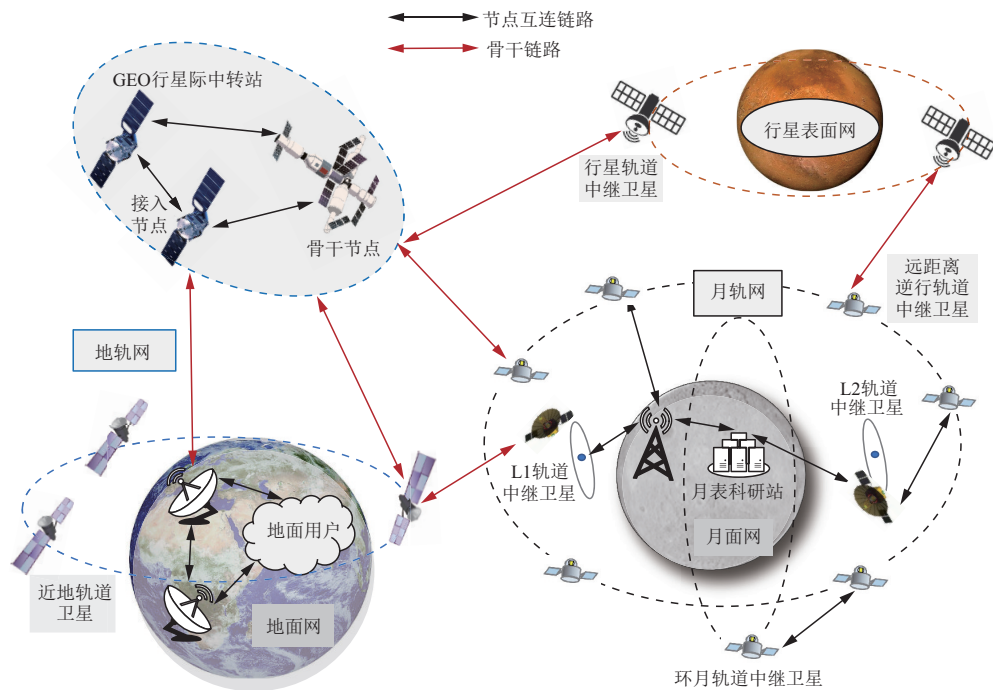 节点互连链路
骨干链路
GEO行星际中转站
接入
节点
骨干节点
行星轨道
中继卫星
行星表面网
远距离
逆行轨道
中继卫星
月轨网
地轨网
L2轨道
中继卫星
L1轨道
中继卫星
月表科研站
月面网
地面用户
近地轨道
卫星
地面网
环月轨道中继卫星